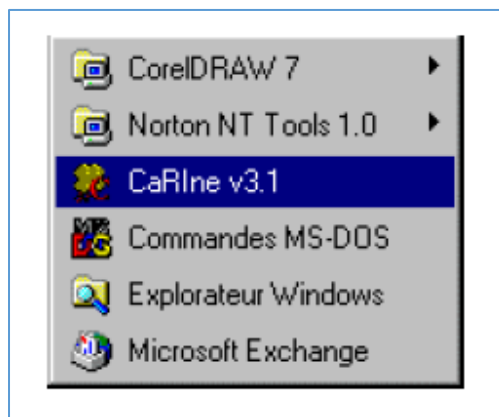 CorelDRAW 7
Norton NT Tools 1.0
CaRIne v3.1
Commandes MS-DOS
Explorateur Windows
Microsoft Exchange